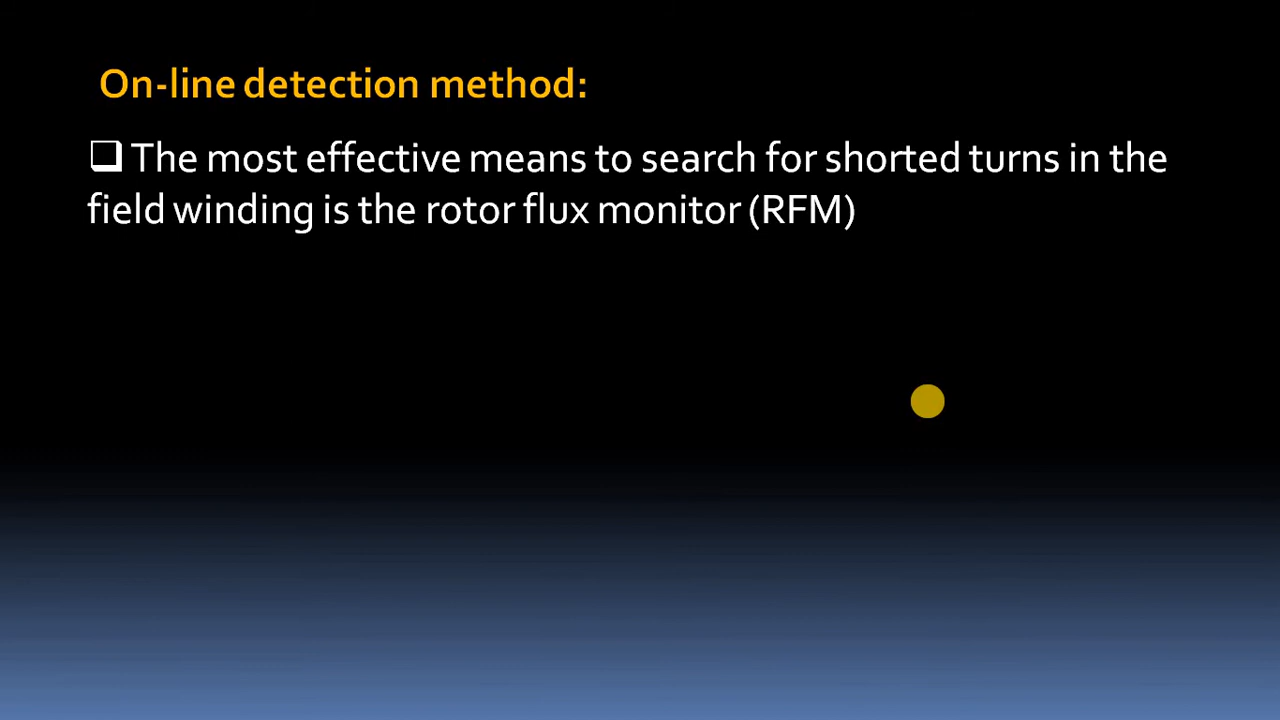 On-line detection method:
❑ The most effective means to search for shorted turns in the
field winding is the rotor flux monitor (RFM)